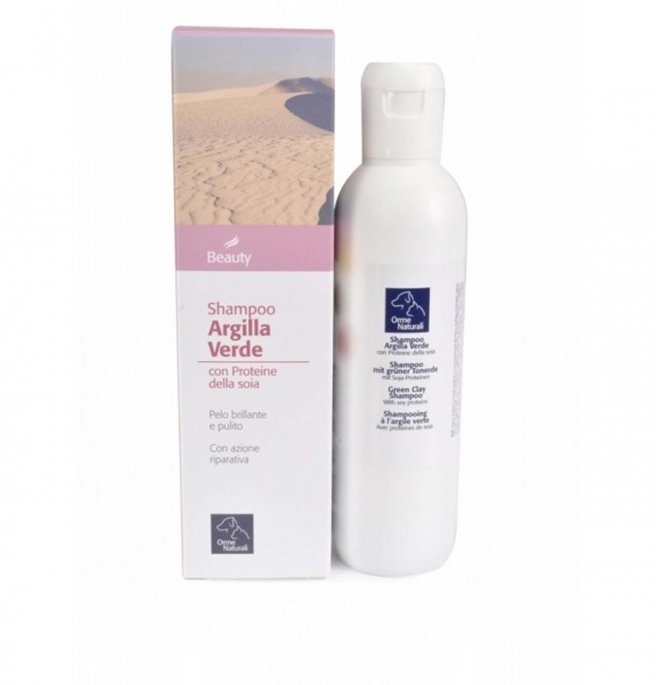 Beauty
Shampoo
Argilla
Verde
con Proteine
della soia
Pelo brillante
e pulito
Con azione
riparativa
Orme
Naturali
Orme
Naturali
Shampoo
Argilla Verde
con Proteine della soia
Shampoo
mit grüner Tonerde
mit Soja-Proteinen
Green Clay
Shampoo
With soy proteins
Shampooing
à l'argile verte
Avec protéines de soja